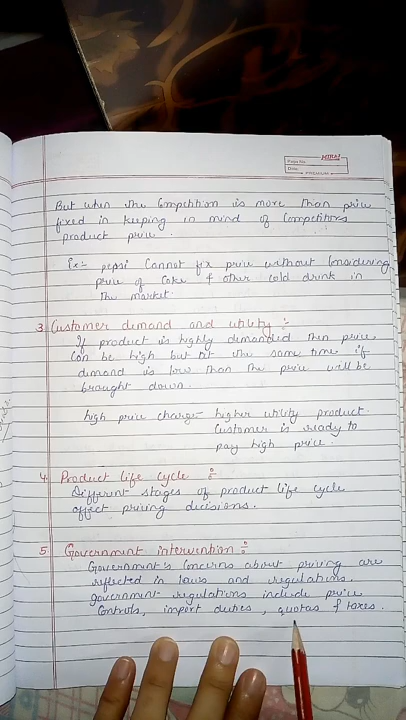 Page No.
Date
PREMIUM
But when the Competition is more than price
fixed in keeping in mind of Competitors
product price.
Ex:- pepsi Cannot fix price without Considering
price of Coke & other cold drink in
the market.
3. Customer demand and utility :-
If product is highly demanded then price
Can be high but at the same time if
demand is low than the price will be
brought down.
high price charge - higher utility product.
Customer is ready to
pay high price.
4. Product life cycle :-
Different stages of product life cycle
affect pricing decisions.
5. Government intervention :-
Government's Concerns about pricing are
reflected in laws and regulations.
government regulations include price
Controls, import duties, quotas & taxes.